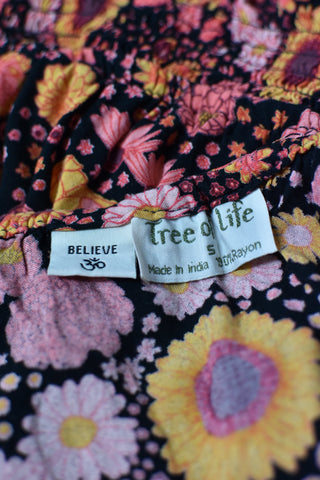 BELIEVE
ॐ
Tree of Life
S
Made in india
Rayon